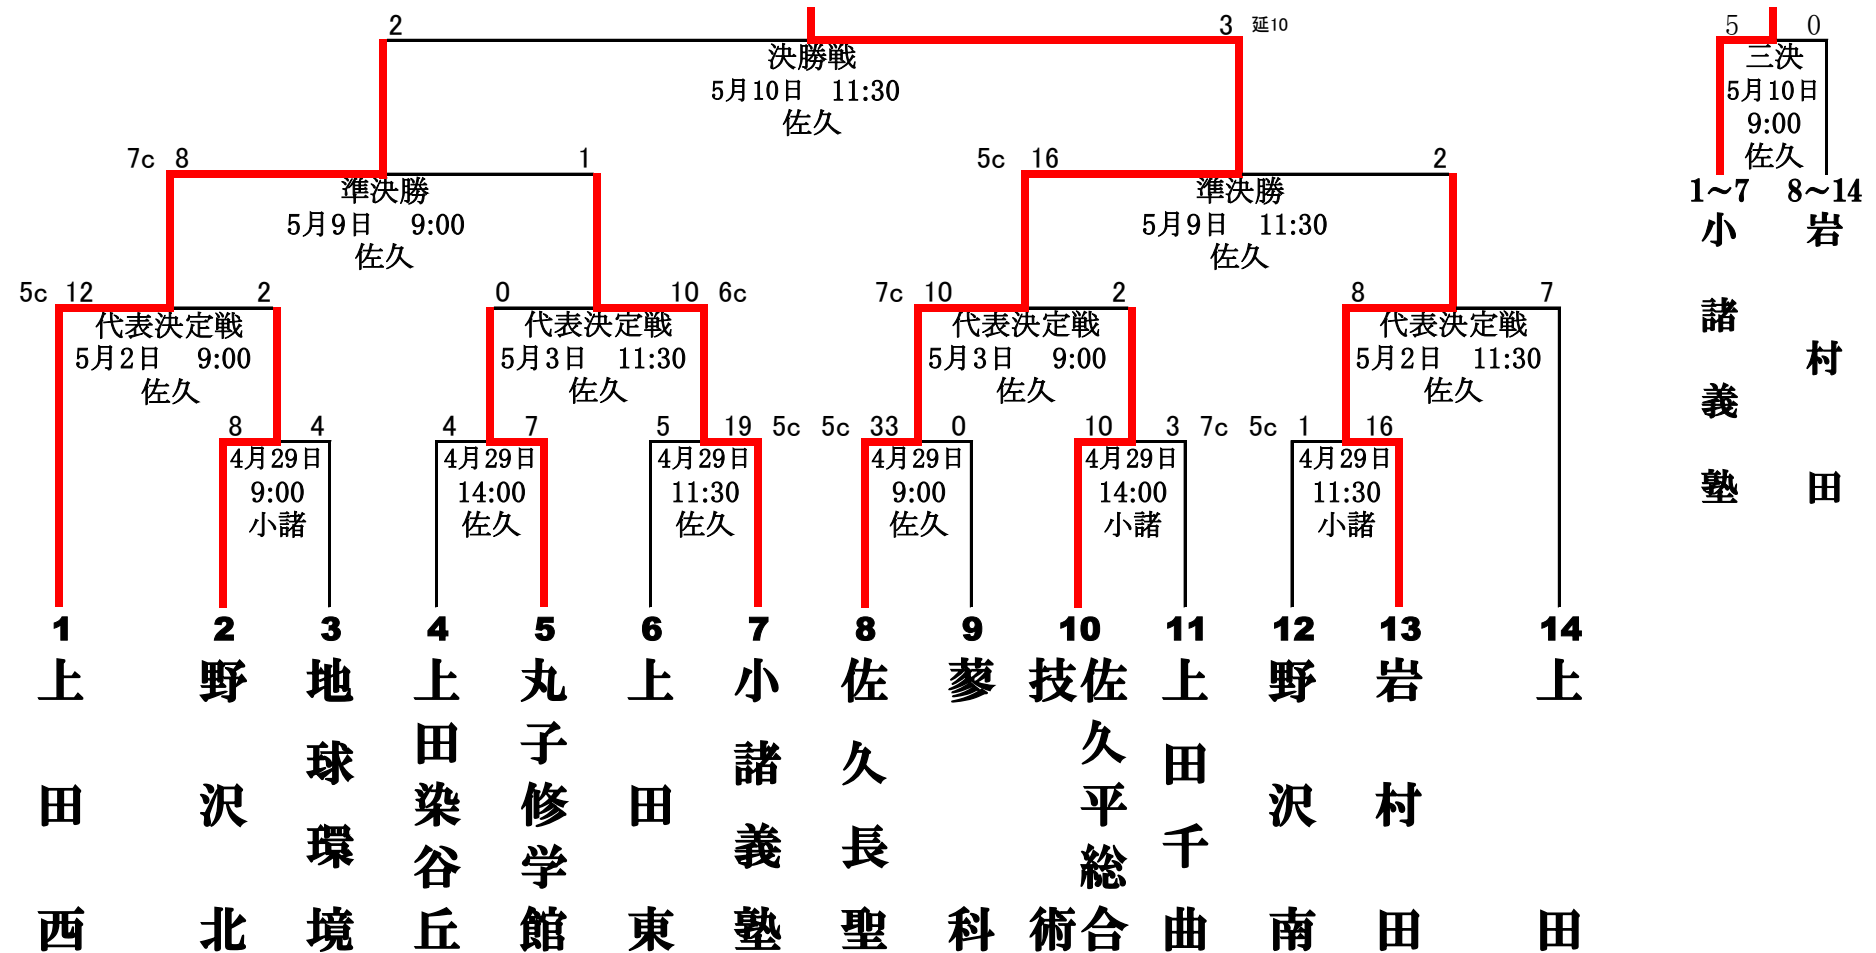 2
3 延10
決勝戦
5月10日 11:30
佐久
5 0
三決
5月10日
9:00
佐久
1～7 8～14
小諸義塾
岩村田
7c 8 1
準決勝
5月9日 9:00
佐久
5c 16 2
準決勝
5月9日 11:30
佐久
5c 12 2
代表決定戦
5月2日 9:00
佐久
0 10 6c
代表決定戦
5月3日 11:30
佐久
7c 10 2
代表決定戦
5月3日 9:00
佐久
8 7
代表決定戦
5月2日 11:30
佐久
8 4
4月29日
9:00
小諸
4 7
4月29日
14:00
佐久
5 19 5c
4月29日
11:30
佐久
5c 33 0
4月29日
9:00
佐久
10 3 7c
4月29日
14:00
小諸
5c 1 16
4月29日
11:30
小諸
1 2 3 4 5 6 7 8 9 10 11 12 13 14
上田西
野沢北
地球環境
上田染谷丘
丸子修学館
上田東
小諸義塾
佐久長聖
蓼科
佐久平総合
技術
上田千曲
野沢南
岩村田
上田